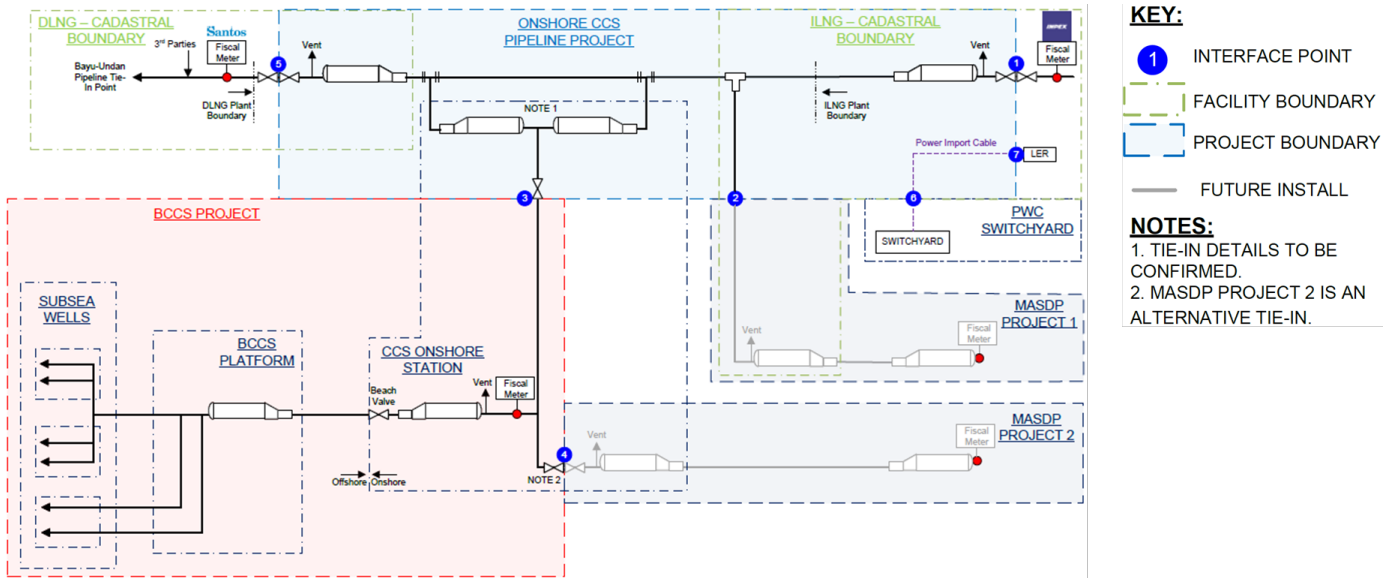 DLNG – CADASTRAL
BOUNDARY
Santos
3rd Parties
Fiscal
Meter
Bayu-Undan
Pipeline Tie-
In Point
DLNG Plant
Boundary
5
Vent
ONSHORE CCS
PIPELINE PROJECT
NOTE 1
ILNG – CADASTRAL
BOUNDARY
ILNG Plant
Boundary
Vent
1
INPEX
Fiscal
Meter
Power Import Cable
7
LER
3
2
6
BCCS PROJECT
SWITCHYARD
PWC
SWITCHYARD
SUBSEA
WELLS
BCCS
PLATFORM
CCS ONSHORE
STATION
Beach
Valve
Vent
Fiscal
Meter
Offshore
Onshore
NOTE 2
4
Vent
Fiscal
Meter
MASDP
PROJECT 1
Vent
Fiscal
Meter
MASDP
PROJECT 2
KEY:
1
INTERFACE POINT
FACILITY BOUNDARY
PROJECT BOUNDARY
FUTURE INSTALL
NOTES:
1. TIE-IN DETAILS TO BE
CONFIRMED.
2. MASDP PROJECT 2 IS AN
ALTERNATIVE TIE-IN.